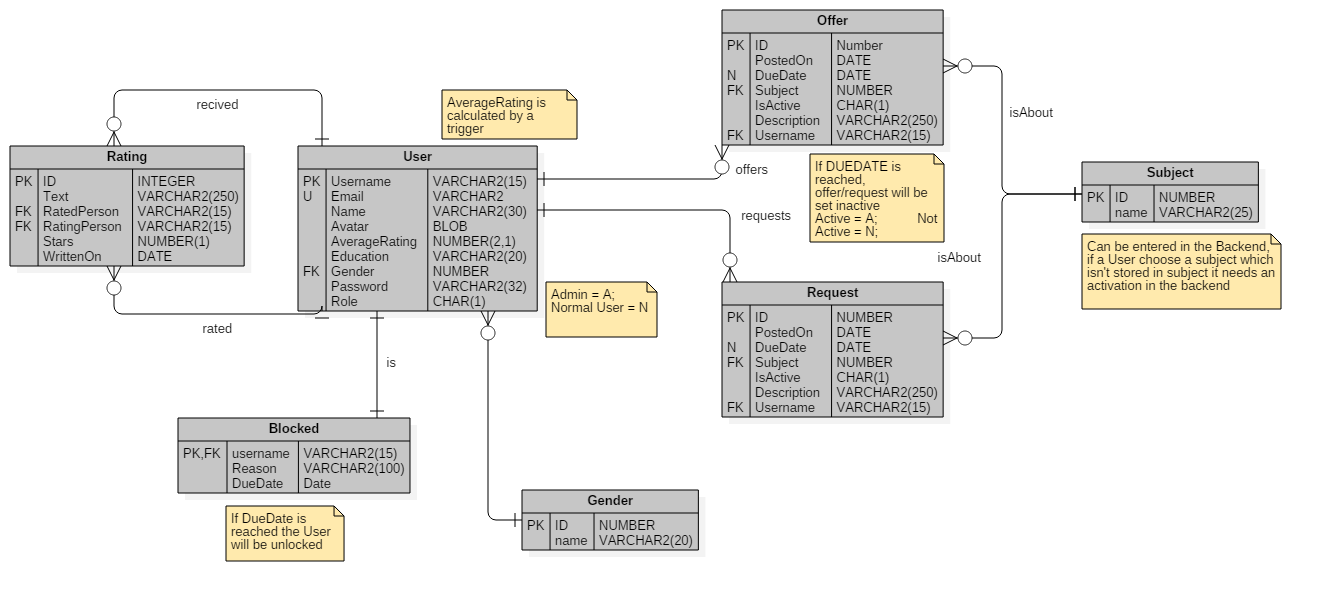 Offer
PK ID Number
PostedOn DATE
N DueDate DATE
FK Subject NUMBER
IsActive CHAR(1)
Description VARCHAR2(250)
FK Username VARCHAR2(15)
recived
AverageRating is
calculated by a
trigger
isAbout
Rating
PK ID INTEGER
Text VARCHAR2(250)
FK RatedPerson VARCHAR2(15)
FK RatingPerson VARCHAR2(15)
Stars NUMBER(1)
WrittenOn DATE
User
PK Username VARCHAR2(15)
U Email VARCHAR2
Name VARCHAR2(30)
Avatar BLOB
AverageRating NUMBER(2,1)
Education VARCHAR2(20)
FK Gender NUMBER
Password VARCHAR2(32)
Role CHAR(1)
offers
requests
If DUEDATE is
reached,
offer/request will be
set inactive
Active = A; Not
Active = N;
Subject
PK ID NUMBER
name VARCHAR2(25)
Can be entered in the Backend,
if a User choose a subject which
isn't stored in subject it needs an
activation in the backend
isAbout
Admin = A;
Normal User = N
Request
PK ID NUMBER
PostedOn DATE
N DueDate DATE
FK Subject NUMBER
IsActive CHAR(1)
Description VARCHAR2(250)
FK Username VARCHAR2(15)
rated
is
Blocked
PK,FK username VARCHAR2(15)
Reason VARCHAR2(100)
DueDate Date
If DueDate is
reached the User
will be unlocked
Gender
PK ID NUMBER
name VARCHAR2(20)